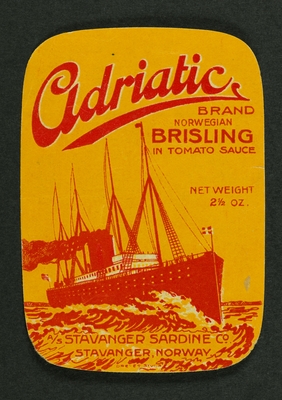 Adriatic
BRAND
NORWEGIAN
BRISLING
IN TOMATO SAUCE
NET WEIGHT
2½ OZ.
A/S STAVANGER SARDINE Co
STAVANGER, NORWAY